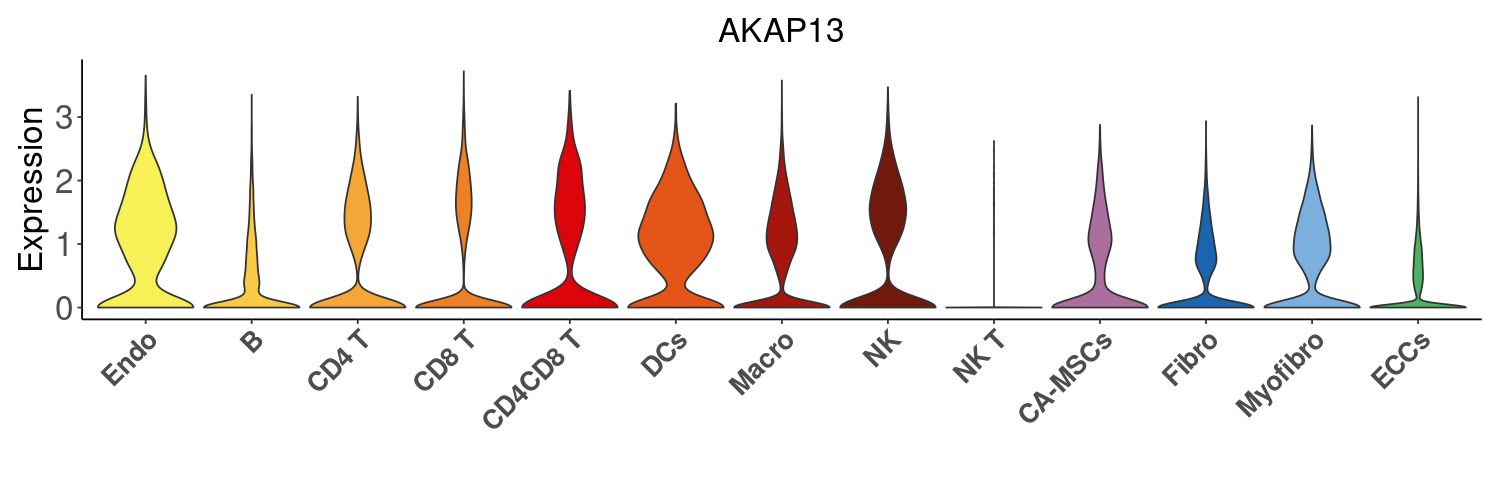 AKAP13
Expression
3
2
1
0
Endo
B
CD4 T
CD8 T
CD4CD8 T
DCs
Macro
NK
NK T
CA-MSCs
Fibro
Myofibro
ECCs